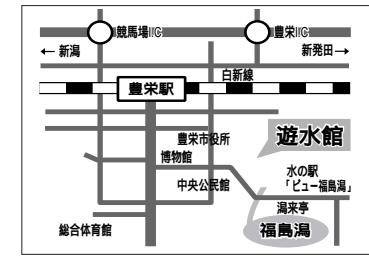 競馬場IC
豊栄IC
← 新潟
新発田→
白新線
豊栄駅
豊栄市役所
遊水館
博物館
水の駅
「ビュー福島潟」
中央公民館
潟来亭
総合体育館
福島潟